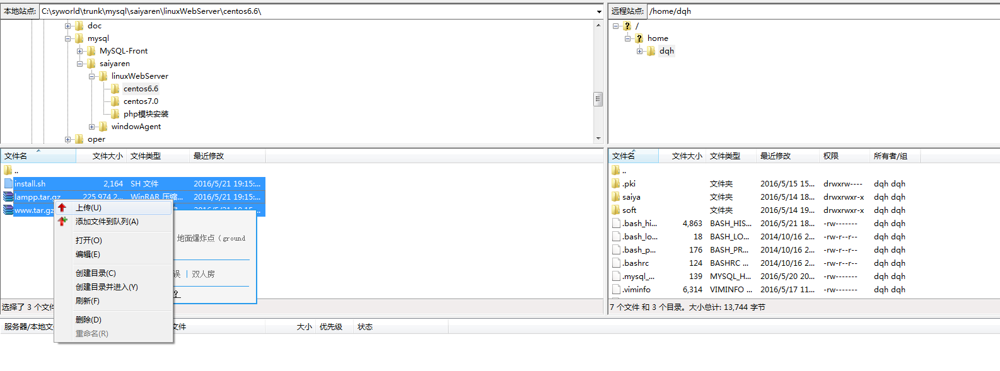 本地站点: C:\syworld\trunk\mysql\saiyaren\linuxWebServer\centos6.6\
doc
mysql
MySQL-Front
saiyaren
linuxWebServer
centos6.6
centos7.0
php模块安装
windowAgent
oper
远程站点: /home/dqh
/
home
dqh
文件名 文件大小 文件类型 最近修改
..
install.sh 2,164 SH 文件 2016/5/21 19:15:...
lampp.tar.gz 225,974,2... WinRAR 压缩... 2016/5/21 19:15:...
www.tar.gz
上传(U)
添加文件到队列(A)
打开(O)
编辑(E)
创建目录(C)
创建目录并进入(Y)
刷新(F)
删除(D)
重命名(R)
地面爆炸点（ground
误 | 双人房
?
选择了 3 个文件
文件名 文件大小 文件类型 最近修改 权限 所有者/组
..
.pki 文件夹 2016/5/15 15... drwxrw---- dqh dqh
saiya 文件夹 2016/5/14 18... drwxrwxr-x dqh dqh
soft 文件夹 2016/5/14 19... drwxrwxr-x dqh dqh
.bash_hi... 4,863 BASH_HIS... 2016/5/21 18... -rw------- dqh dqh
.bash_lo... 18 BASH_LO... 2014/10/16 2... -rw-r--r-- dqh dqh
.bash_p... 176 BASH_PR... 2014/10/16 2... -rw-r--r-- dqh dqh
.bashrc 124 BASHRC ... 2014/10/16 2... -rw-r--r-- dqh dqh
.mysql_... 139 MYSQL_H... 2016/5/20 20... -rw------- dqh dqh
.viminfo 6,314 VIMINFO ... 2016/5/17 11... -rw------- dqh dqh
7 个文件 和 3 个目录。大小总计: 13,744 字节
服务器/本地文 文件 大小 优先级 状态